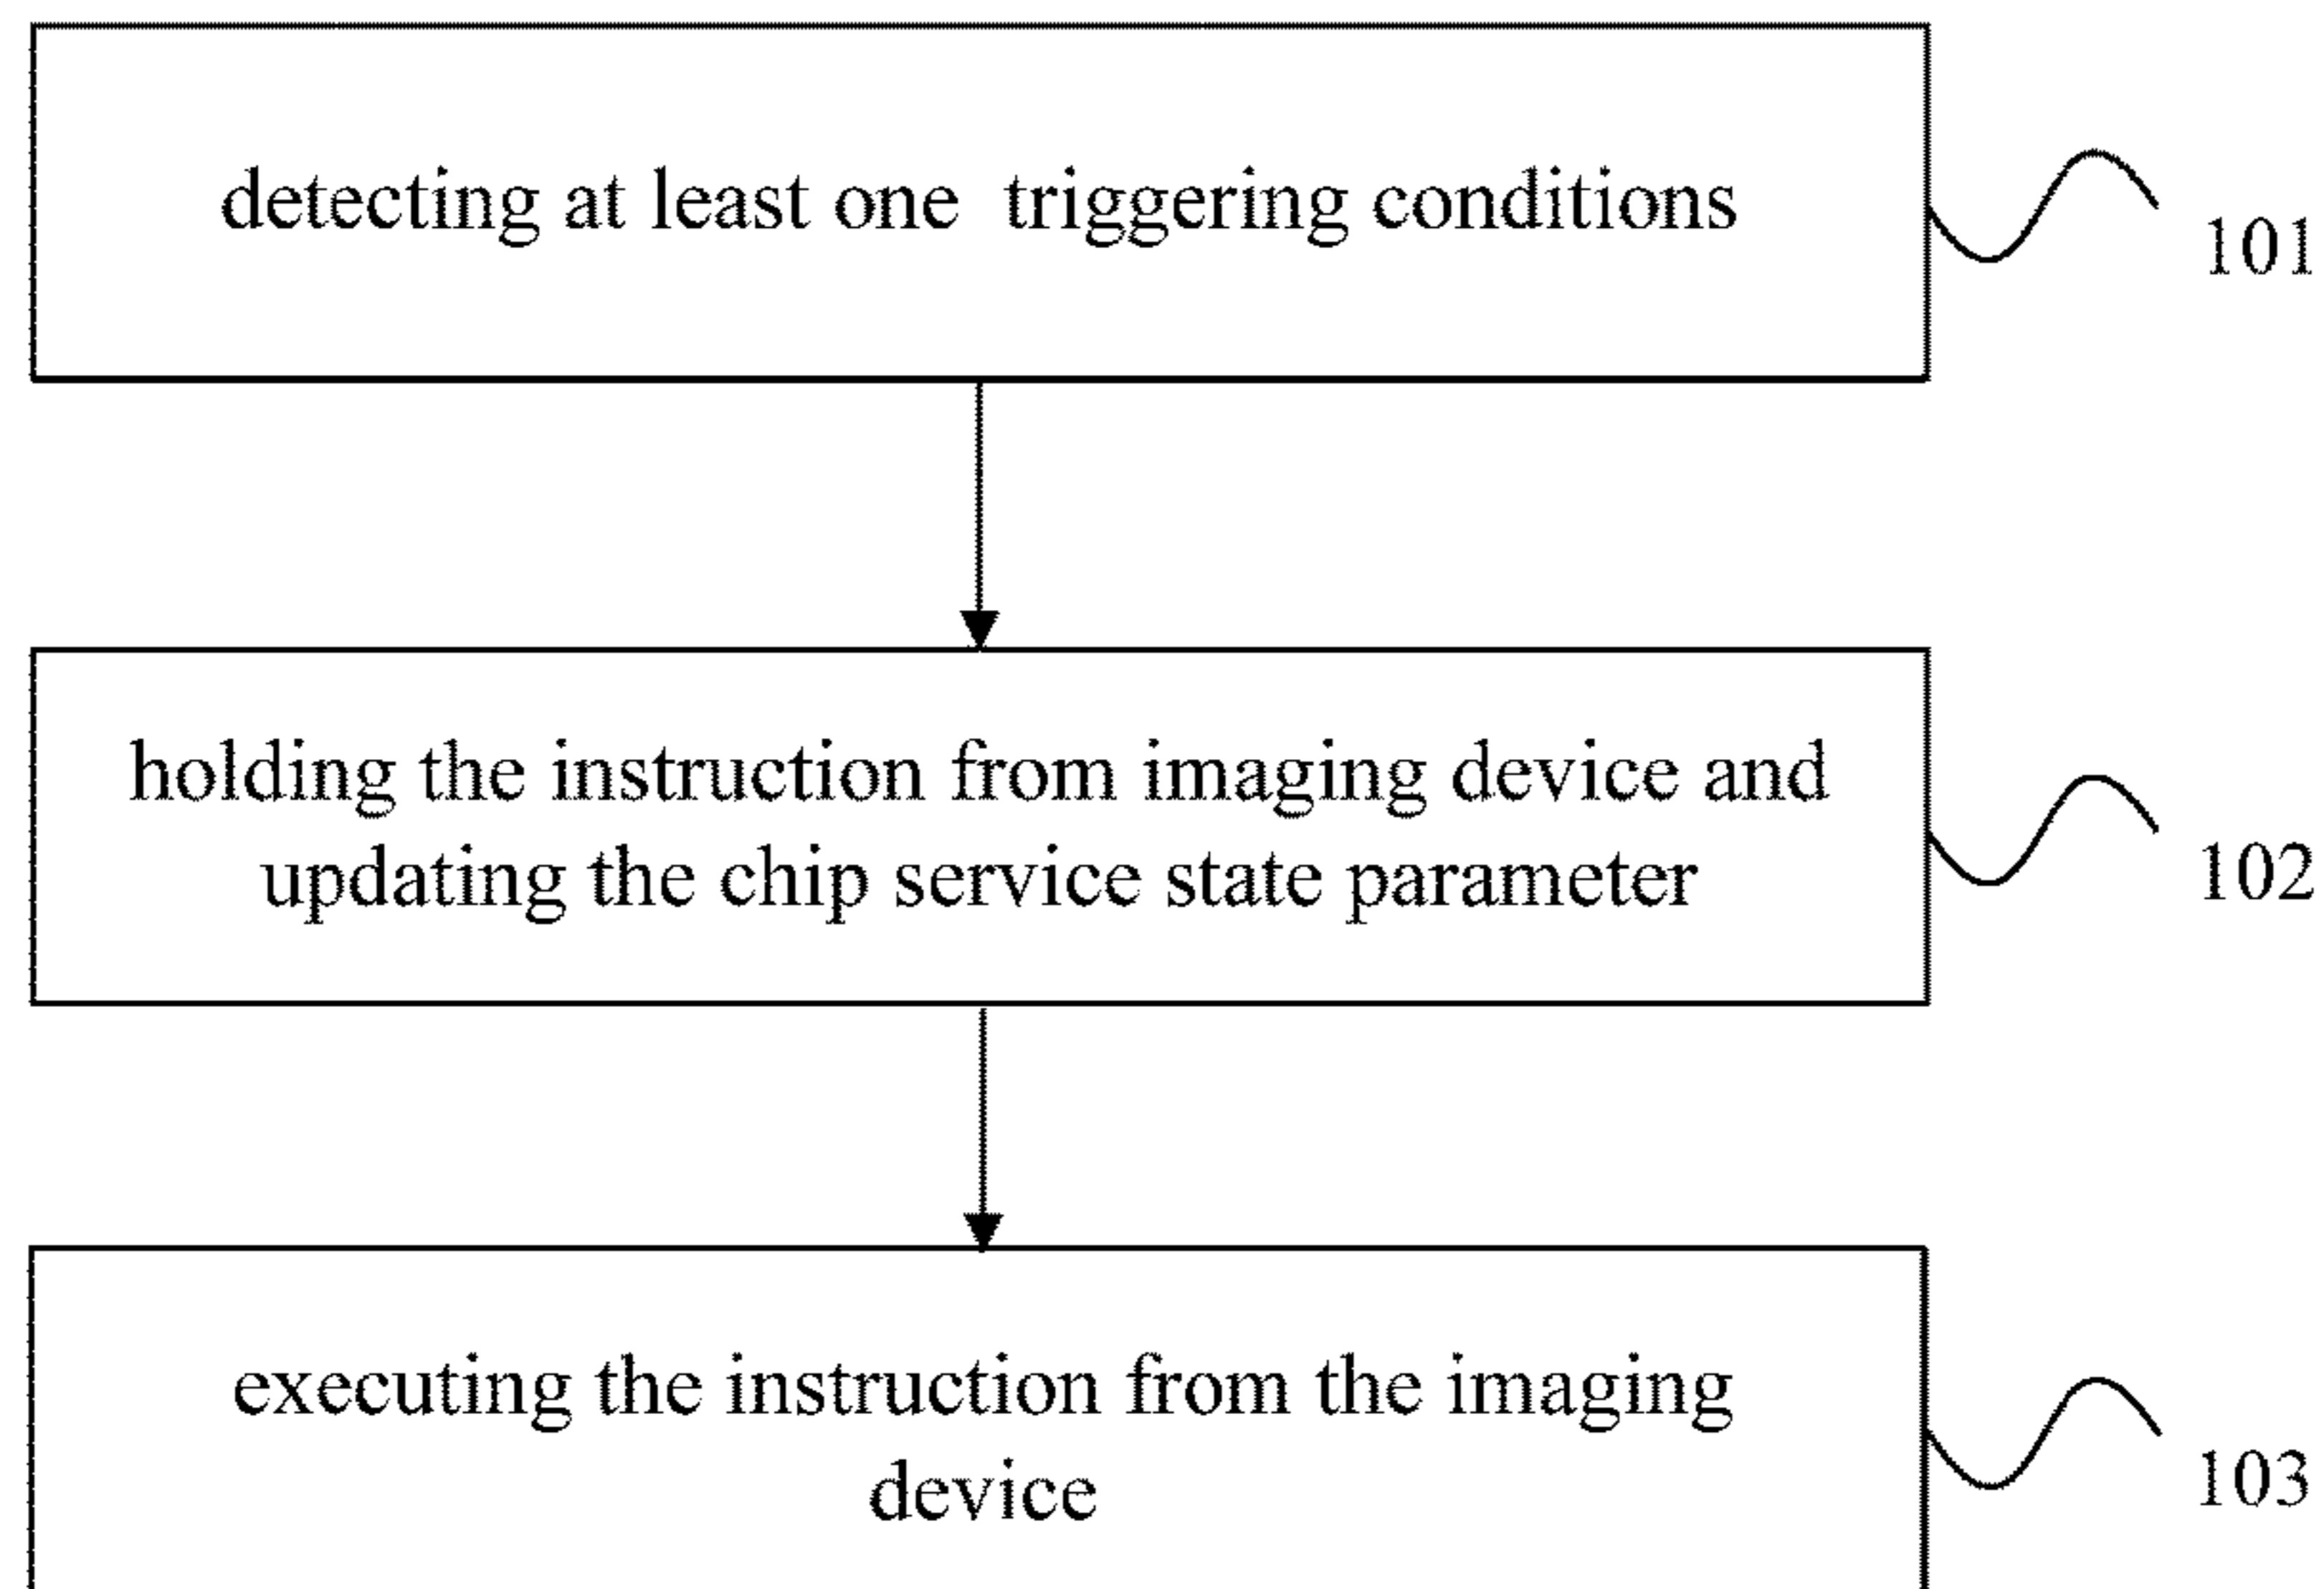 detecting at least one triggering conditions
101
holding the instruction from imaging device and
updating the chip service state parameter
102
executing the instruction from the imaging
device
103